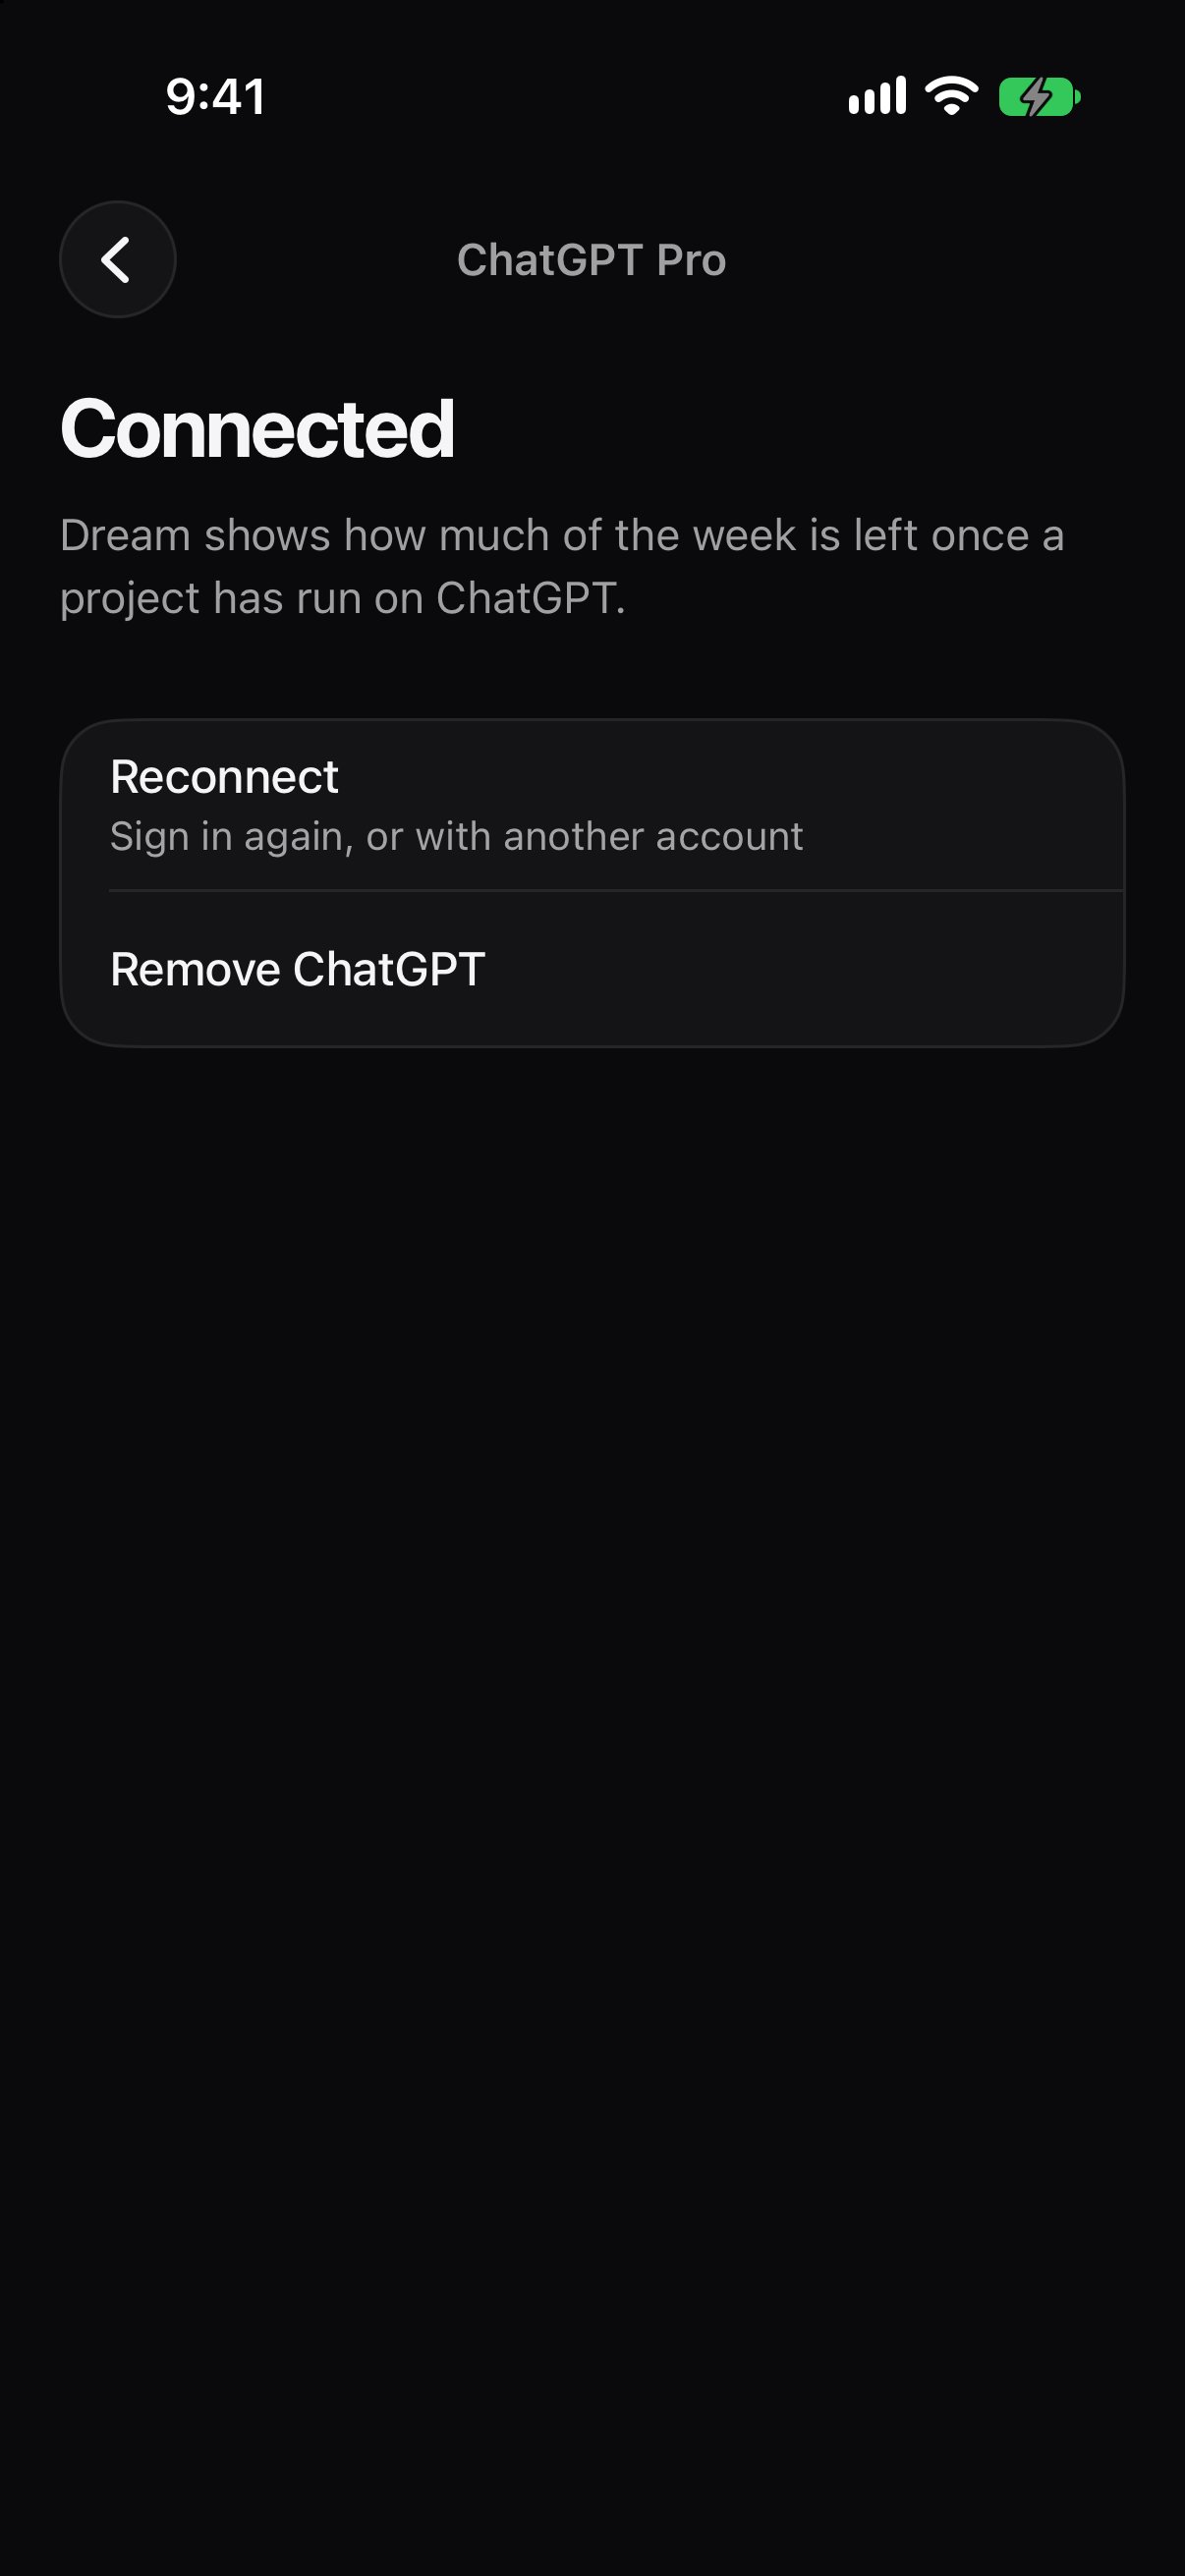 9:41
ChatGPT Pro
Connected
Dream shows how much of the week is left once a
project has run on ChatGPT.
Reconnect
Sign in again, or with another account
Remove ChatGPT